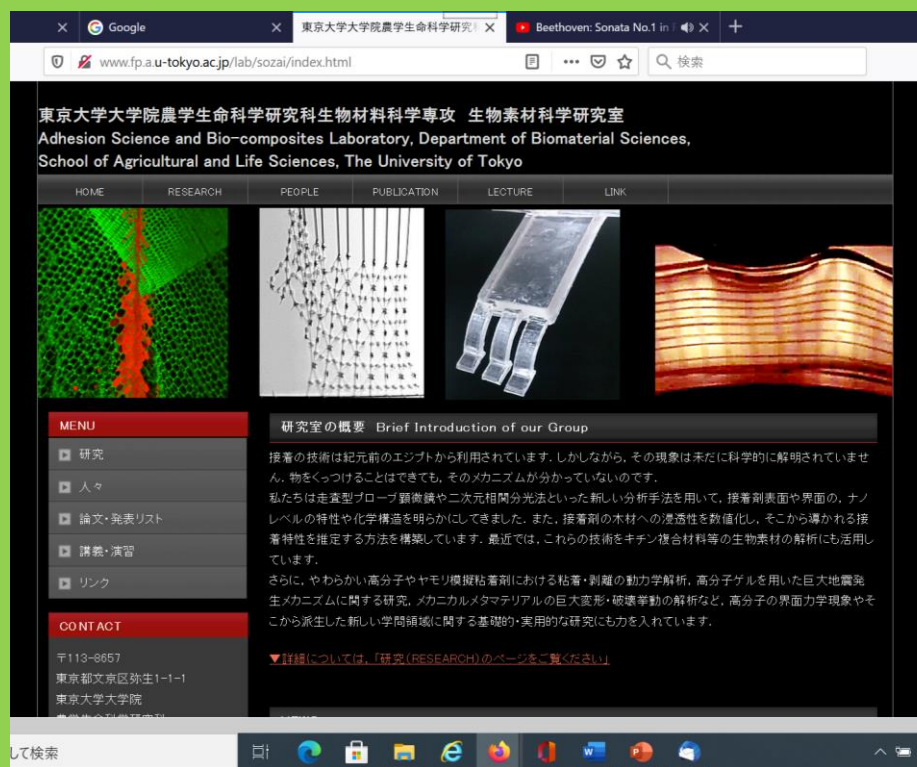 Google
東京大学大学院農学生命科学研究
Beethoven: Sonata No.1 in
www.fp.a.u-tokyo.ac.jp/lab/sozai/index.html
検索
東京大学大学院農学生命科学研究科生物材料科学専攻 生物素材科学研究室
Adhesion Science and Bio-composites Laboratory, Department of Biomaterial Sciences,
School of Agricultural and Life Sciences, The University of Tokyo
HOME RESEARCH PEOPLE PUBLICATION LECTURE LINK
MENU
研究
人々
論文・発表リスト
講義・演習
リンク
CONTACT
〒113-8657
東京都文京区弥生1-1-1
東京大学大学院
研究室の概要 Brief Introduction of our Group
接着の技術は紀元前のエジプトから利用されています. しかしながら, その現象は未だに科学的に解明されていませ
ん. 物をくっつけることはできても, そのメカニズムが分かっていないのです.
私たちは走査型プローブ顕微鏡や二次元相関分光法といった新しい分析手法を用いて, 接着剤表面や界面の, ナノ
レベルの特性や化学構造を明らかにしてきました. また, 接着剤の木材への浸透性を数値化し, そこから導かれる接
着特性を推定する方法を構築しています. 最近では, これらの技術をキチン複合材料等の生物素材の解析にも活用し
ています.
さらに, やわらかい高分子やヤモリ模擬粘着剤における粘着・剥離の動力学解析, 高分子ゲルを用いた巨大地震発
生メカニズムに関する研究, メカニカルメタマテリアルの巨大変形・破壊挙動の解析など, 高分子の界面力学現象やそ
こから派生した新しい学問領域に関する基礎的・実用的な研究にも力を入れています.
▼詳細については, 「研究(RESEARCH)のページをご覧ください」
して検索